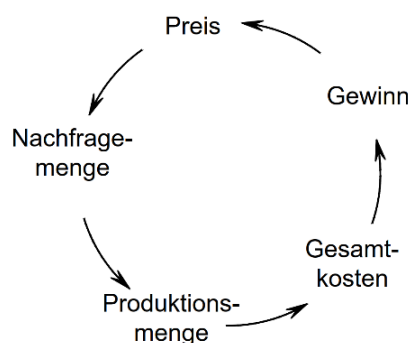 Preis
Gewinn
Nachfrage-
menge
Gesamt-
kosten
Produktions-
menge